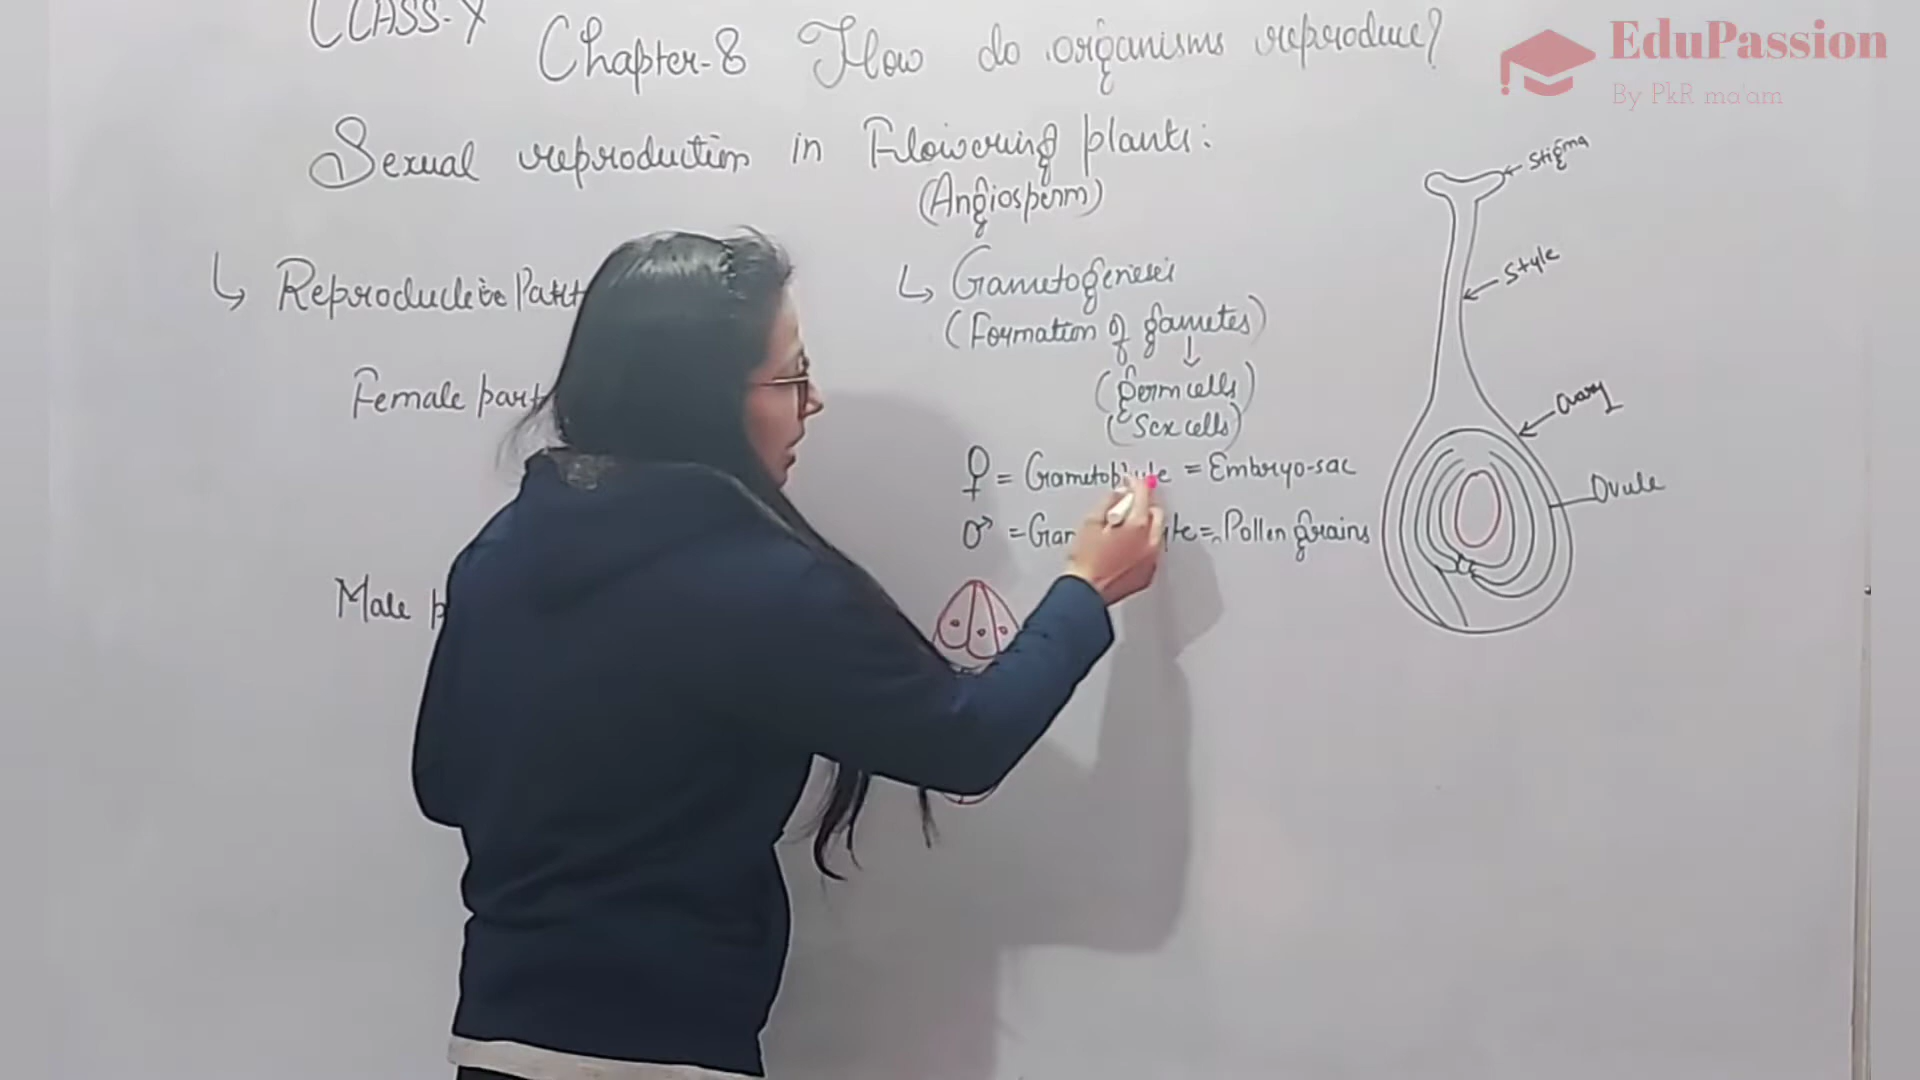 CLASS-X
Chapter-8 How do organisms reproduce?
EduPassion
By PkR ma'am
Sexual reproduction in Flowering plants:
(Angiosperm)
Stigma
↳ Reproductive Part
↳ Gametogenesis
Style
(Formation of gametes)
↓
(germ cells)
Female part
(Sex cells)
Ovary
♀ = Gametophyte = Embryo-sac
Ovule
♂ = = Pollen grains
Male